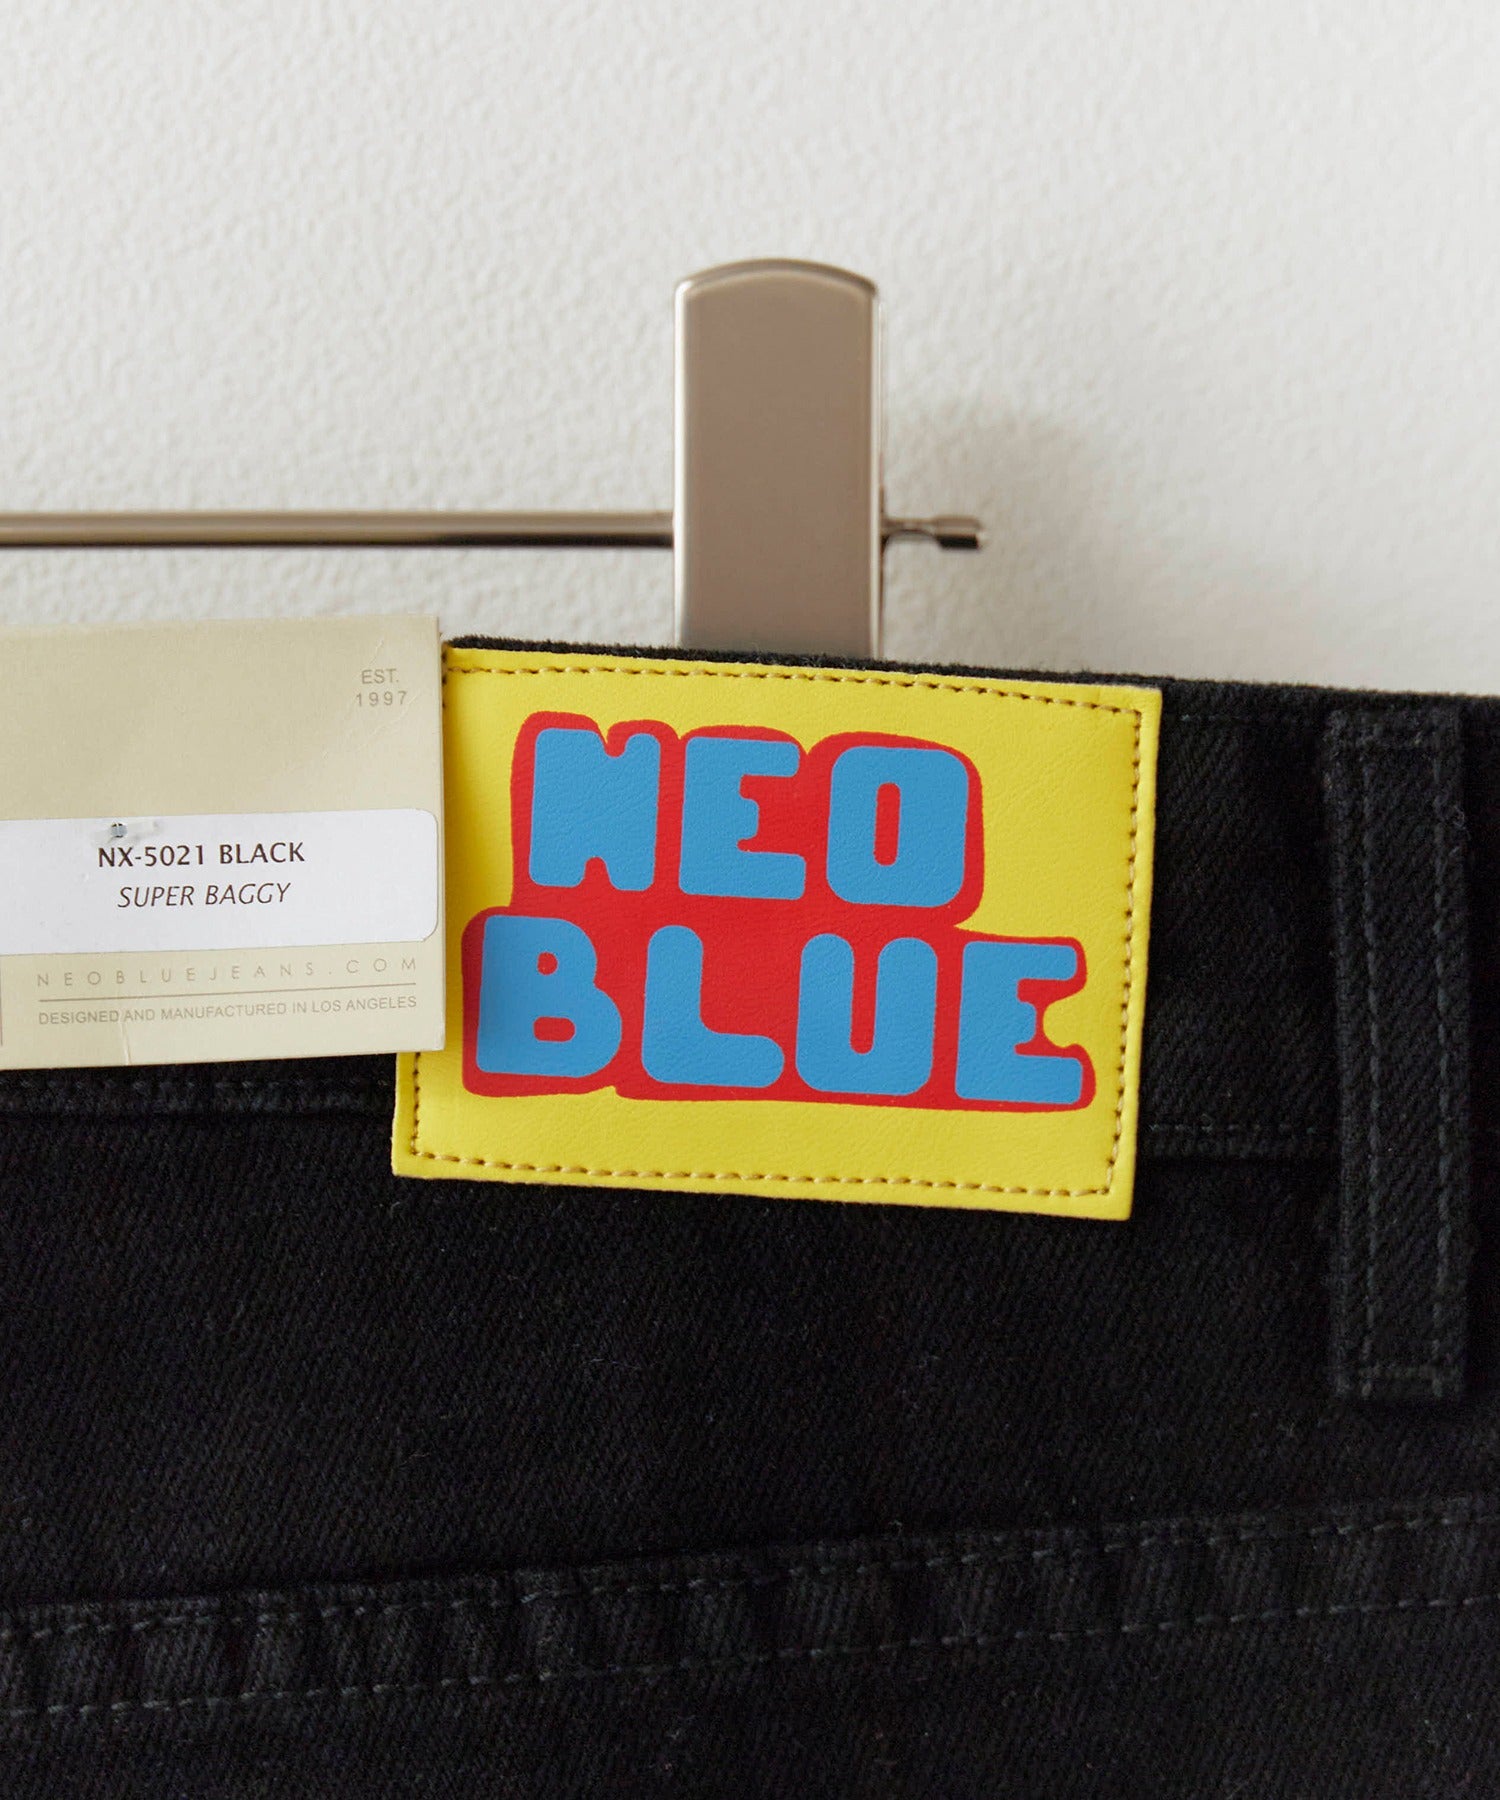 EST.
1997
NX-5021 BLACK
SUPER BAGGY
NEOBLUEJEANS.COM
DESIGNED AND MANUFACTURED IN LOS ANGELES
NEO
BLUE